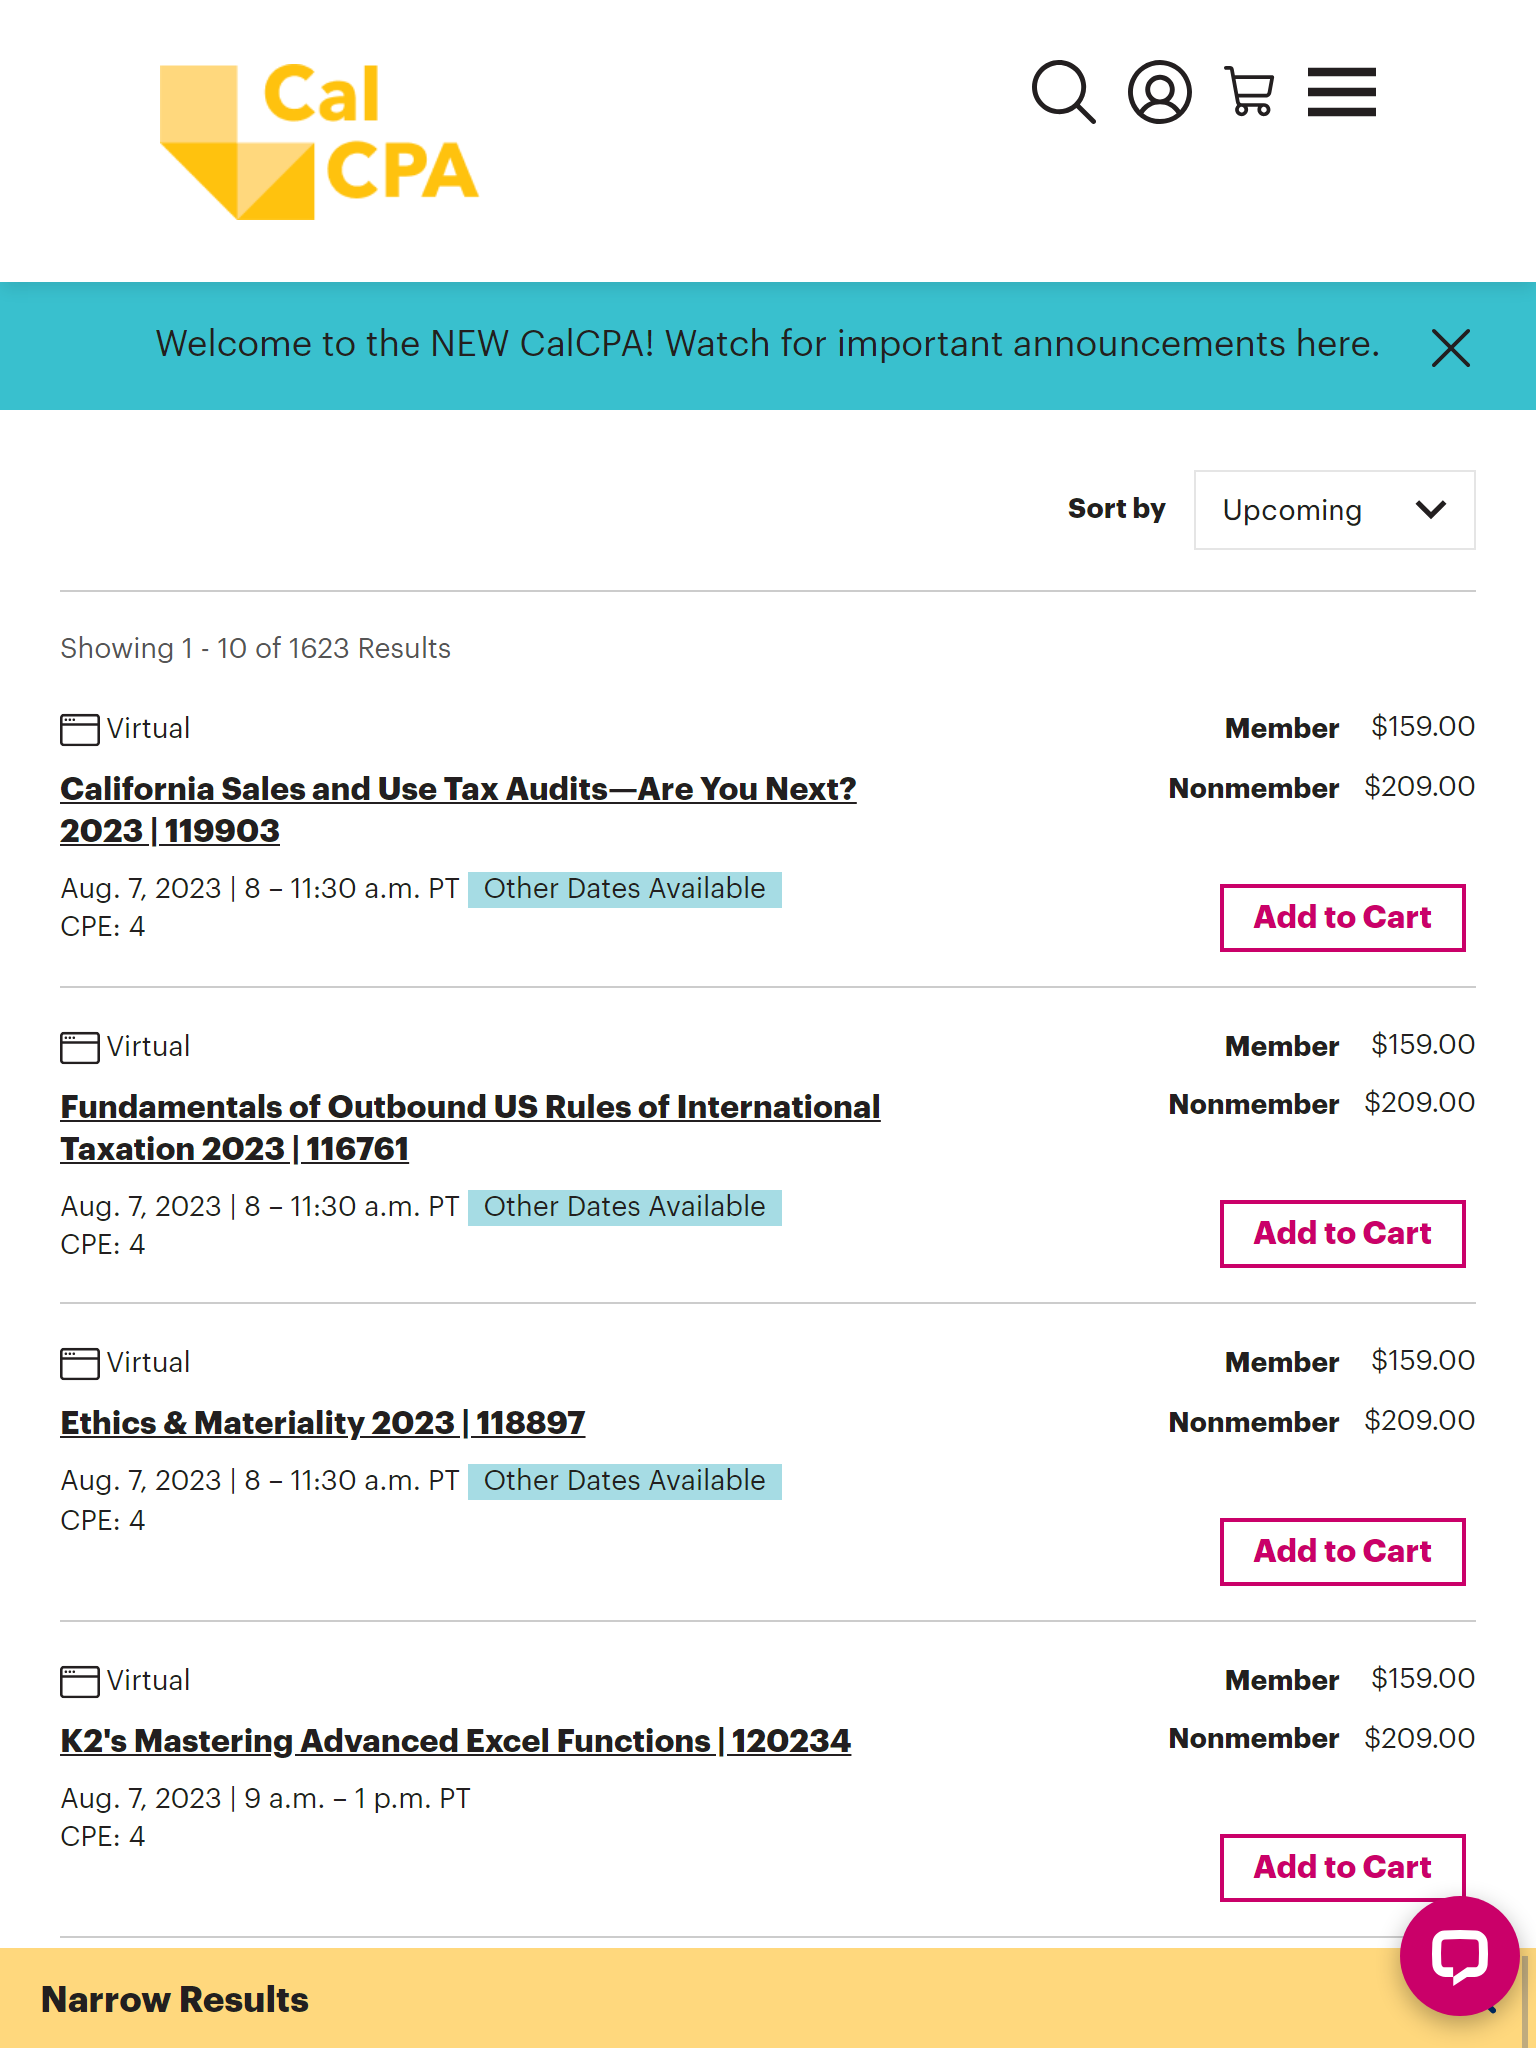 Cal
CPA
Welcome to the NEW CalCPA! Watch for important announcements here.
Sort by Upcoming
Showing 1 - 10 of 1623 Results
Virtual
California Sales and Use Tax Audits—Are You Next?
2023 | 119903
Aug. 7, 2023 | 8 – 11:30 a.m. PT Other Dates Available
CPE: 4
Member $159.00
Nonmember $209.00
Add to Cart
Virtual
Fundamentals of Outbound US Rules of International
Taxation 2023 | 116761
Aug. 7, 2023 | 8 – 11:30 a.m. PT Other Dates Available
CPE: 4
Member $159.00
Nonmember $209.00
Add to Cart
Virtual
Ethics & Materiality 2023 | 118897
Aug. 7, 2023 | 8 – 11:30 a.m. PT Other Dates Available
CPE: 4
Member $159.00
Nonmember $209.00
Add to Cart
Virtual
K2's Mastering Advanced Excel Functions | 120234
Aug. 7, 2023 | 9 a.m. – 1 p.m. PT
CPE: 4
Member $159.00
Nonmember $209.00
Add to Cart
Narrow Results